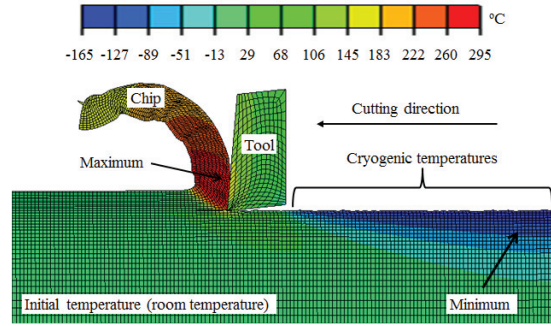 ⁰C
-165 -127 -89 -51 -13 29 68 106 145 183 222 260 295
Chip
Cutting direction
Tool
Maximum
Cryogenic temperatures
Initial temperature (room temperature)
Minimum